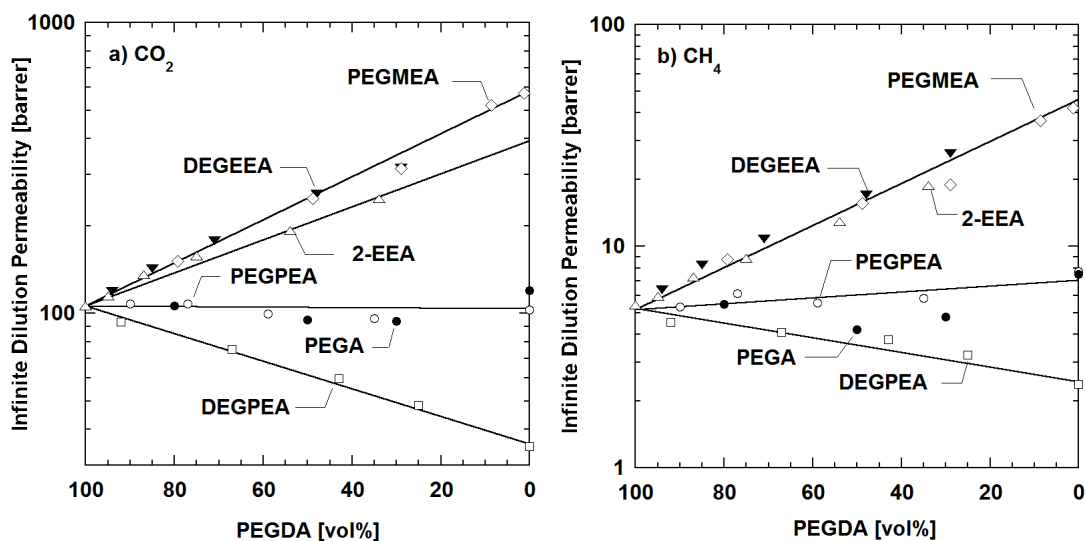 1000
a) CO2
PEGMEA
DEGEEA
2-EEA
PEGPEA
100
PEGA
DEGPEA
100 80 60 40 20 0
PEGDA [vol%]
Infinite Dilution Permeability [barrer]
100
b) CH4
PEGMEA
DEGEEA
2-EEA
10
PEGPEA
PEGA
DEGPEA
1
100 80 60 40 20 0
PEGDA [vol%]
Infinite Dilution Permeability [barrer]